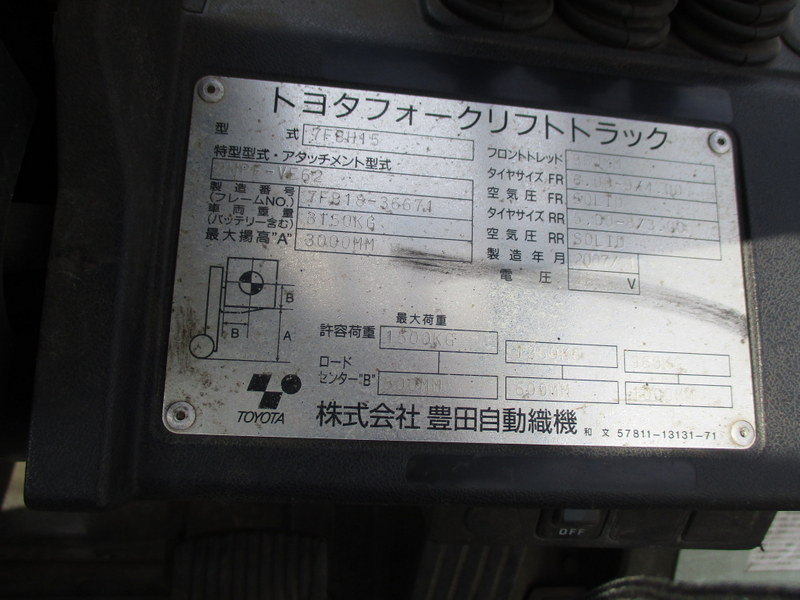 トヨタフォークリフトトラック
型 式 7FBH15
特型型式・アタッチメント型式
製造番号 (フレームNO.) 7FB18-36671
車両重量 (バッテリー含む) 3150KG
最大揚高"A" 3000MM
フロントトレッド
タイヤサイズ FR
空気圧 FR SOLID
タイヤサイズ RR
空気圧 RR SOLID
製造年月
電圧 V
B
B A
最大荷重
許容荷重 1500KG
ロード
センター"B" 500MM
TOYOTA 株式会社 豊田自動織機 和文 57811-13131-71
OFF